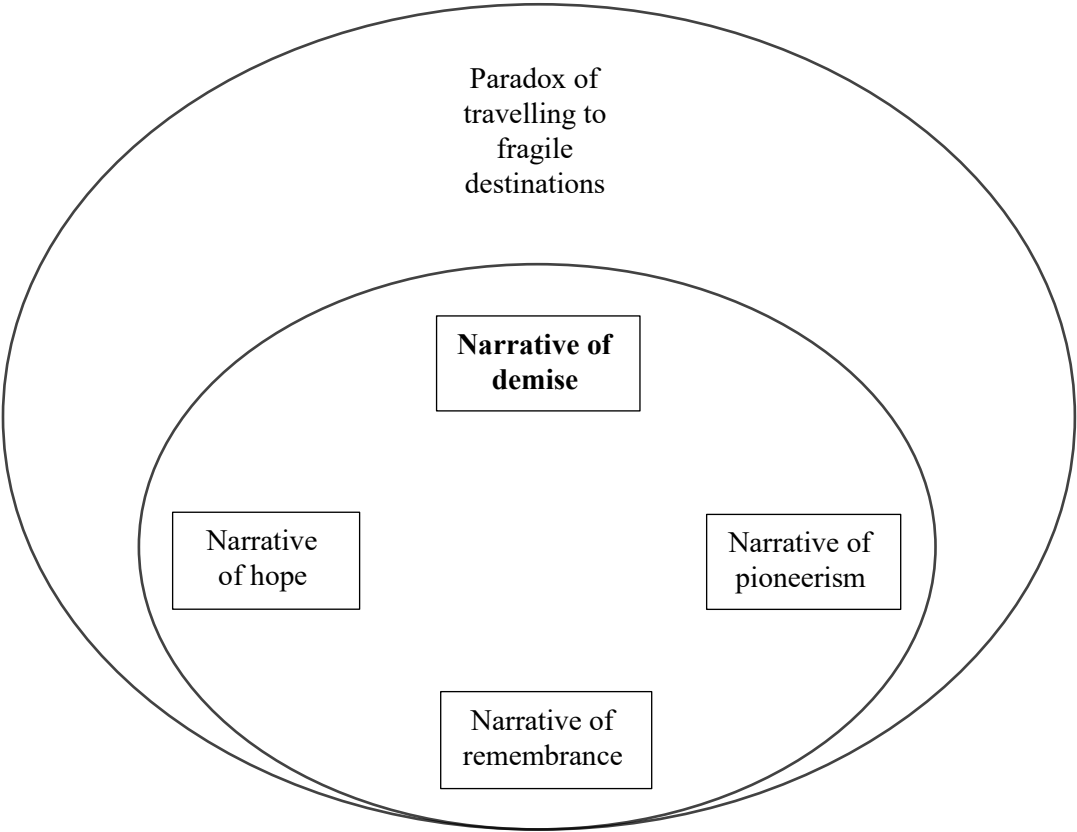 Paradox of
travelling to
fragile
destinations
Narrative of
demise
Narrative
of hope
Narrative of
pioneerism
Narrative of
remembrance